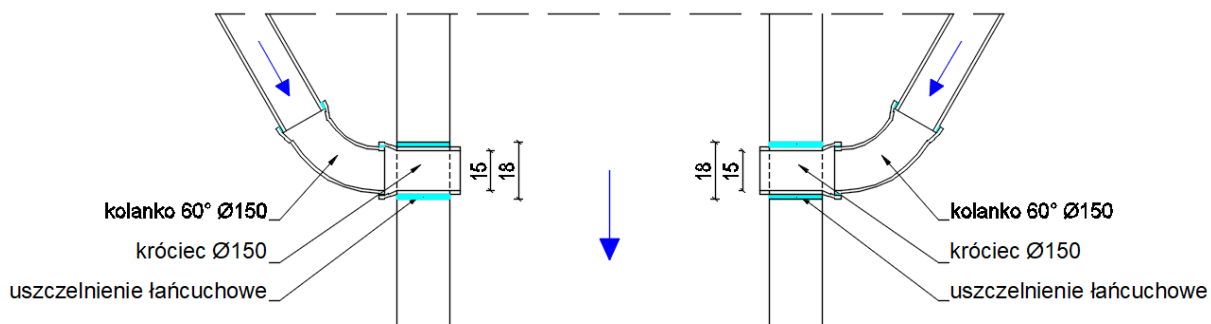 15
18
18
15
kolanko 60° Ø150
kolanko 60° Ø150
króciec Ø150
króciec Ø150
uszczelnienie łańcuchowe
uszczelnienie łańcuchowe